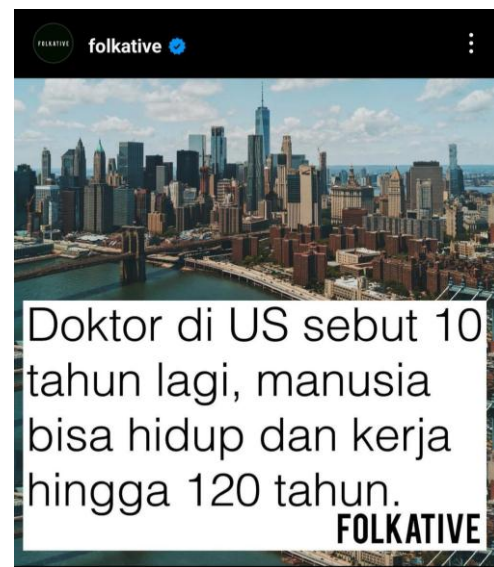 FOLKATIVE
folkative
Doktor di US sebut 10
tahun lagi, manusia
bisa hidup dan kerja
hingga 120 tahun.
FOLKATIVE